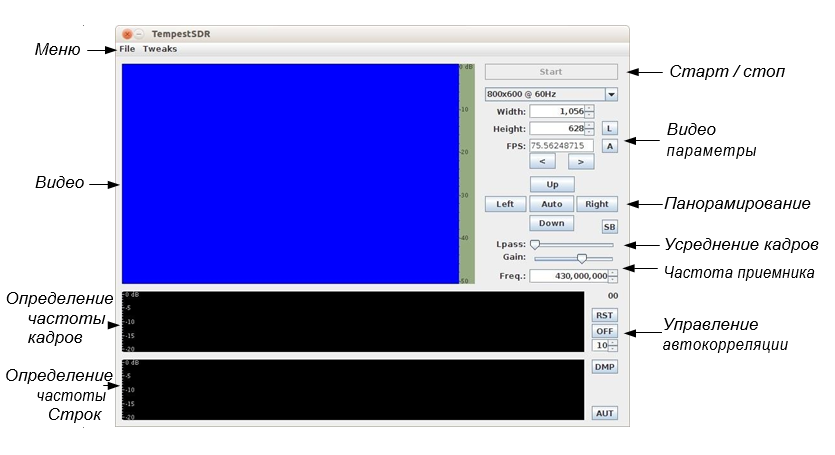 TempestSDR
Меню
File Tweaks
Start
Старт / стоп
0 dB
-10
-20
-30
-40
-50
800x600 @ 60Hz
Width: 1,056
Height: 628 L
FPS: 75.56248715 A
< >
Видео
параметры
Видео
Up
Left Auto Right
Down
SB
Панорамирование
Lpass:
Gain:
Усреднение кадров
Freq.: 430,000,000
Частота приемника
Определение
частоты
кадров
0 dB
-5
-10
-15
-20
00
RST
OFF
10
Управление
автокорреляции
Определение
частоты
Строк
0 dB
-5
-10
-15
-20
DMP
AUT